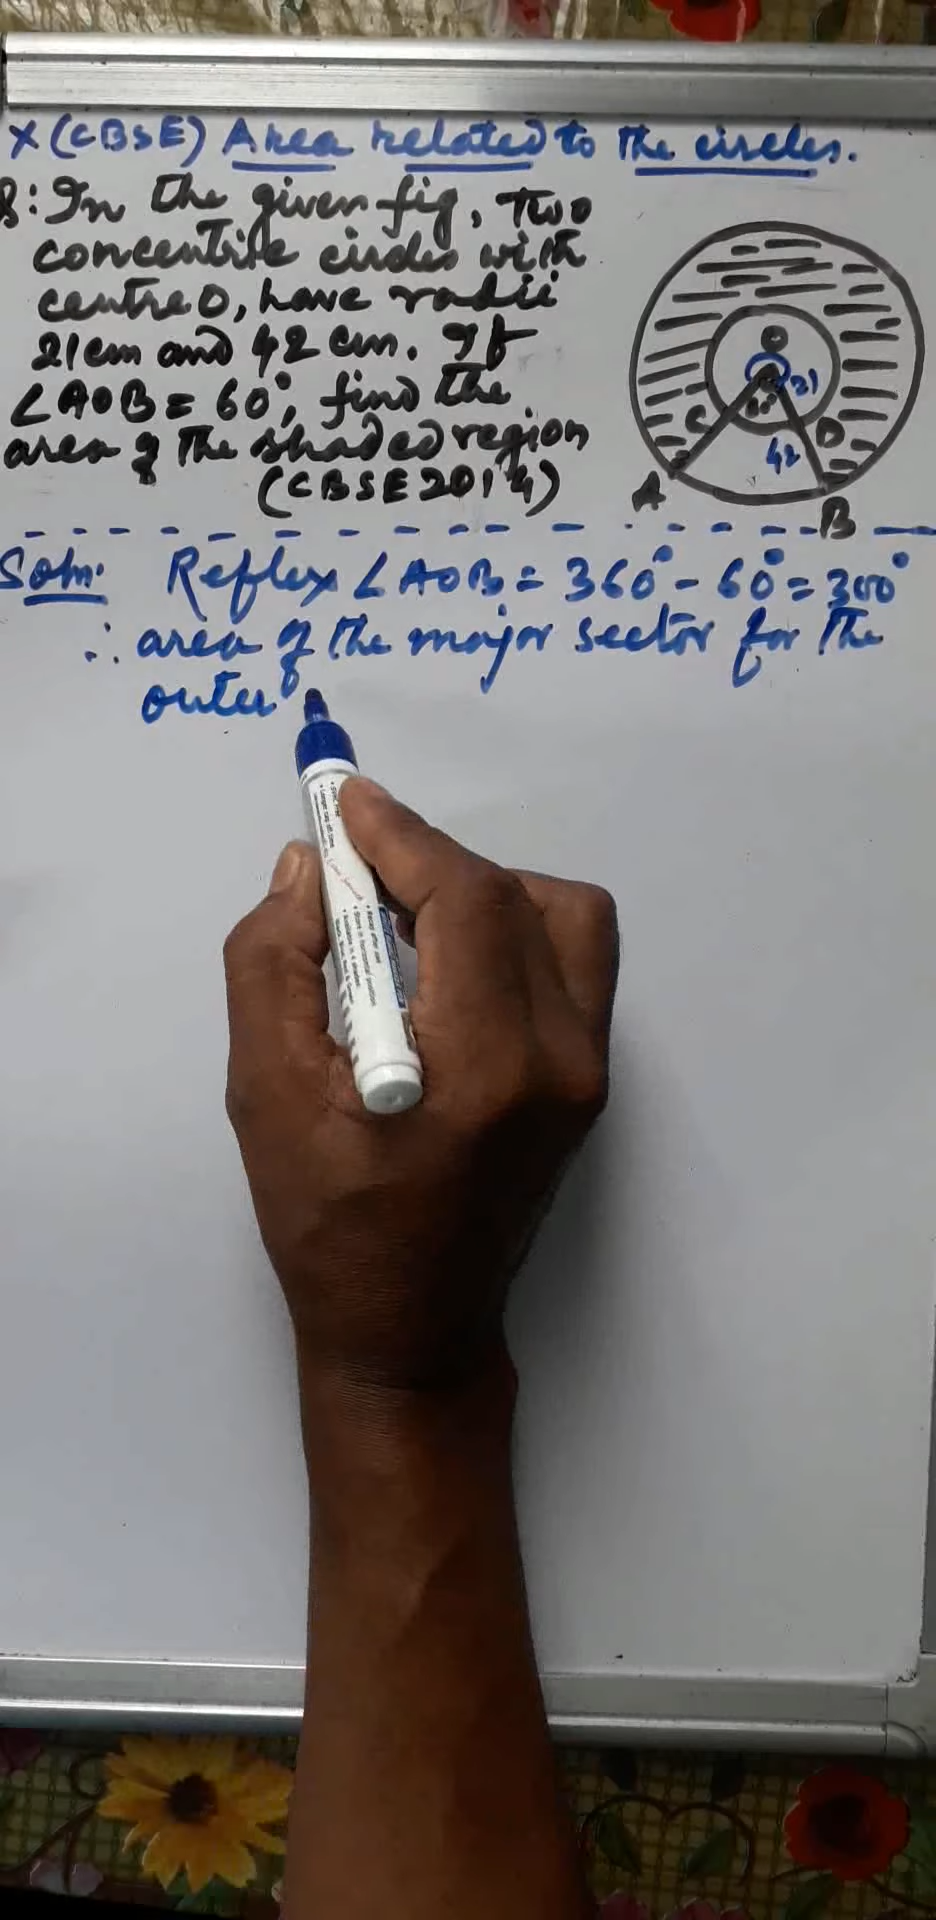 X (CBSE) Area related to the circles.
Q: In the given fig, two
concentric circles with
centre O, have radii
21cm and 42 cm. If
∠AOB = 60°, find the
area of the shaded region
(CBSE 2014)
O
21
60°
C
D
42
A
B
Soln: Reflex ∠AOB = 360° - 60° = 300°
∴ area of the major sector for the
outer